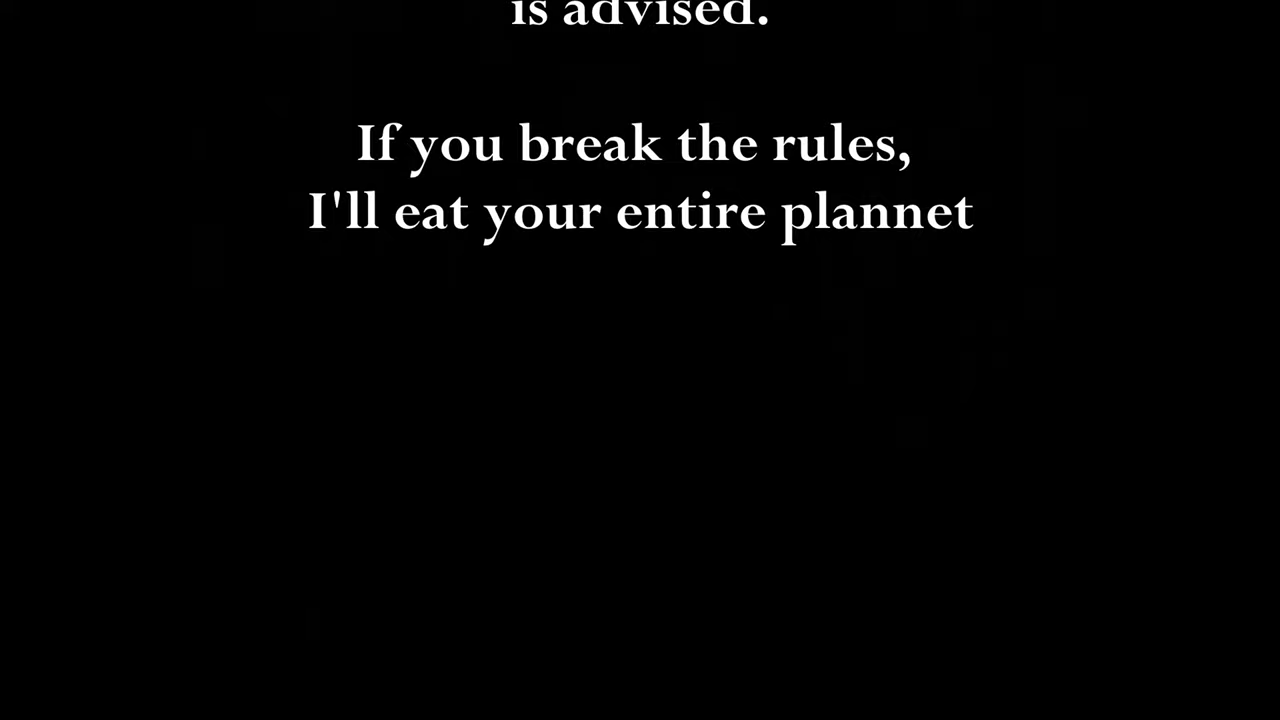 is advised.
If you break the rules,
I'll eat your entire plannet